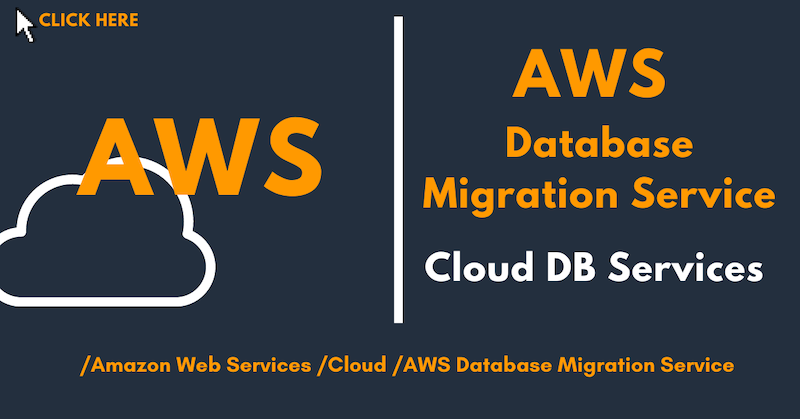 CLICK HERE
AWS
AWS
Database
Migration Service
Cloud DB Services
/Amazon Web Services /Cloud /AWS Database Migration Service